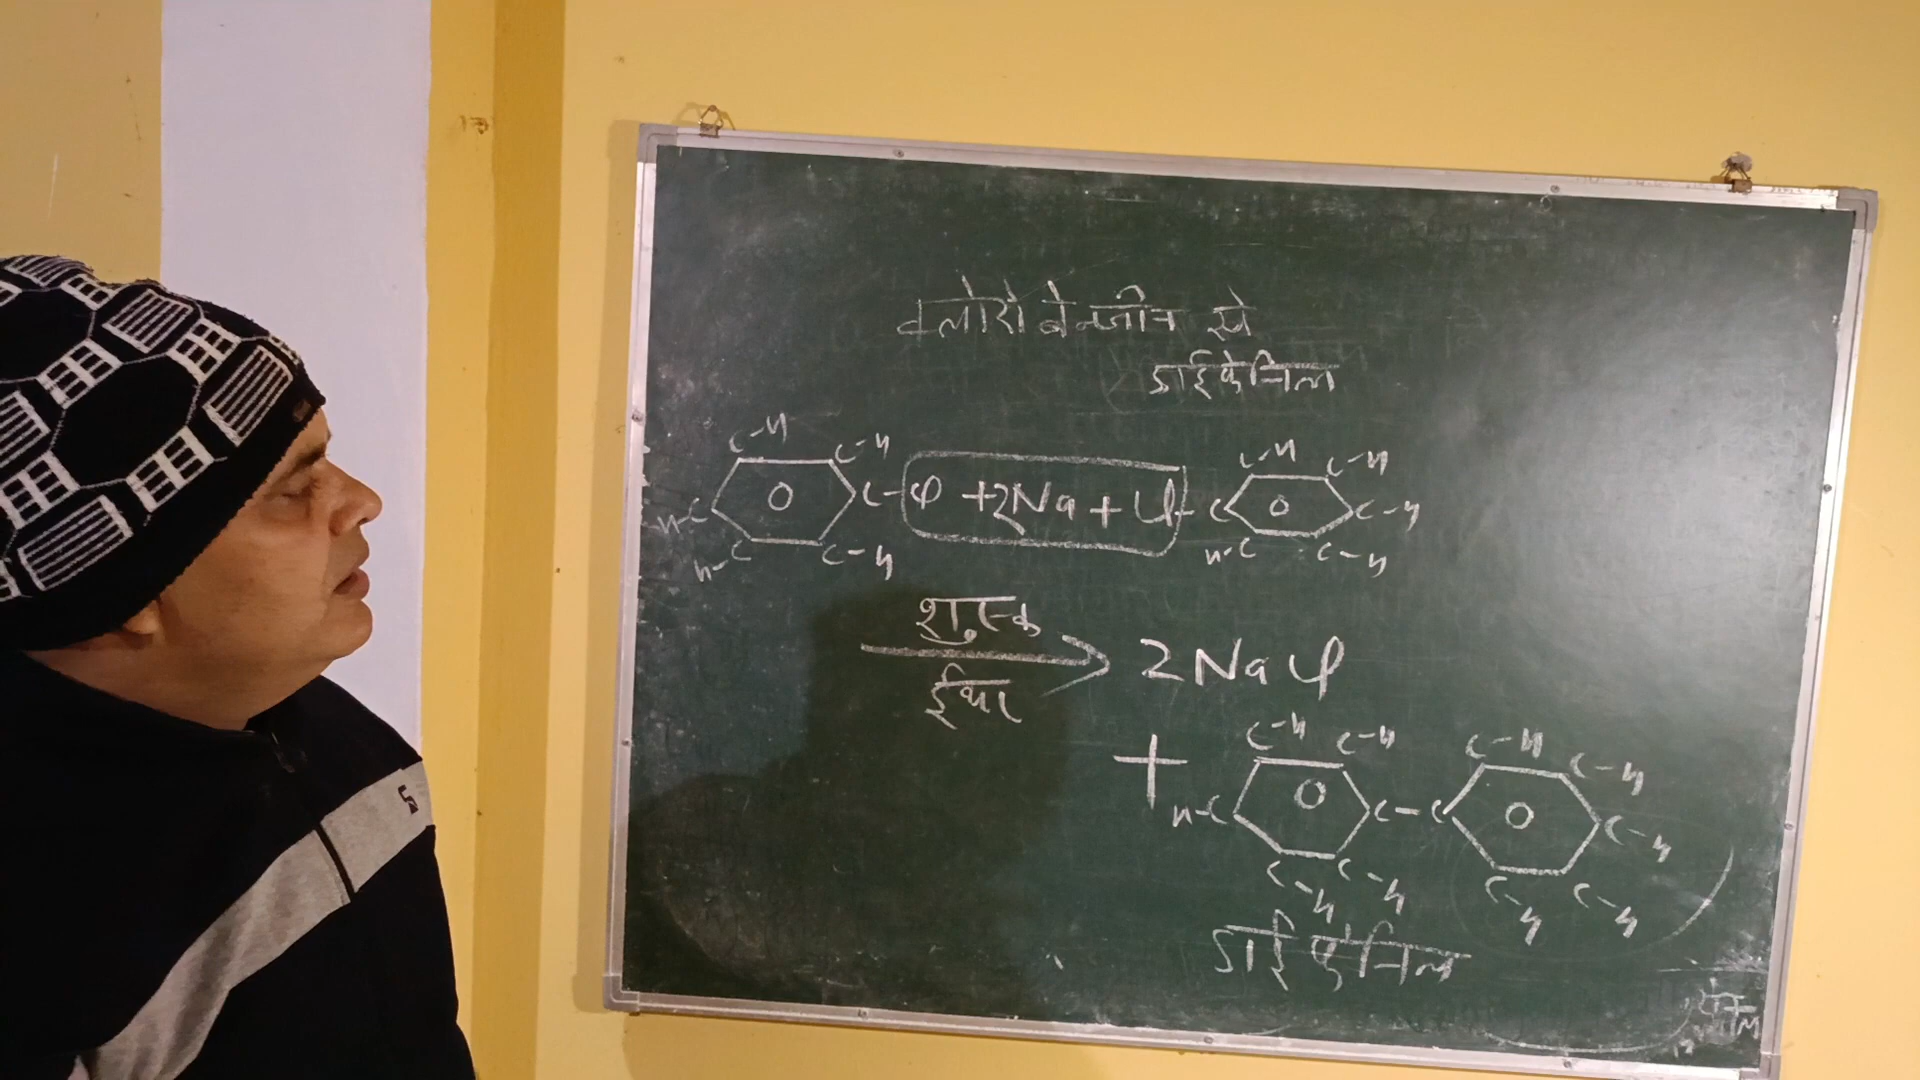 क्लोरो बेन्जीन से
डाईफेनिल
C-H C-H C-H C-H
H-C C-Cl +2Na+ Cl-C C-H
H-C C-H H-C C-H
शुष्क
ईथर
2NaCl
+
C-H C-H C-H C-H
H-C C-C C-H
C-H C-H C-H C-H
डाई फेनिल